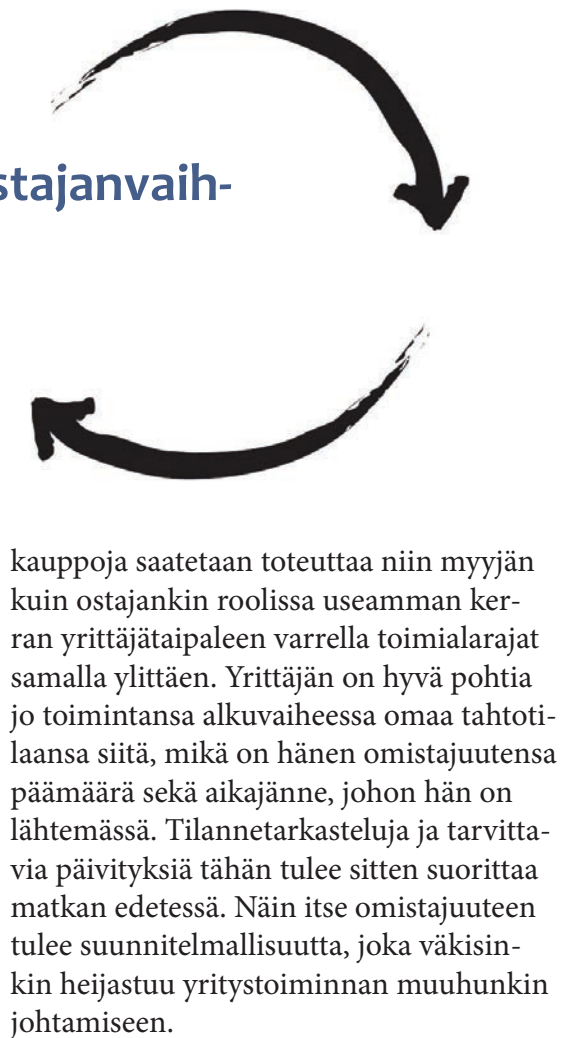 stajanvaih-
kauppoja saatetaan toteuttaa niin myyjän
kuin ostajankin roolissa useamman ker-
ran yrittäjätaipaleen varrella toimialarajat
samalla ylittäen. Yrittäjän on hyvä pohtia
jo toimintansa alkuvaiheessa omaa tahtoti-
laansa siitä, mikä on hänen omistajuutensa
päämäärä sekä aikajänne, johon hän on
lähtemässä. Tilannetarkasteluja ja tarvitta-
via päivityksiä tähän tulee sitten suorittaa
matkan edetessä. Näin itse omistajuuteen
tulee suunnitelmallisuutta, joka väkisin-
kin heijastuu yritystoiminnan muuhunkin
johtamiseen.